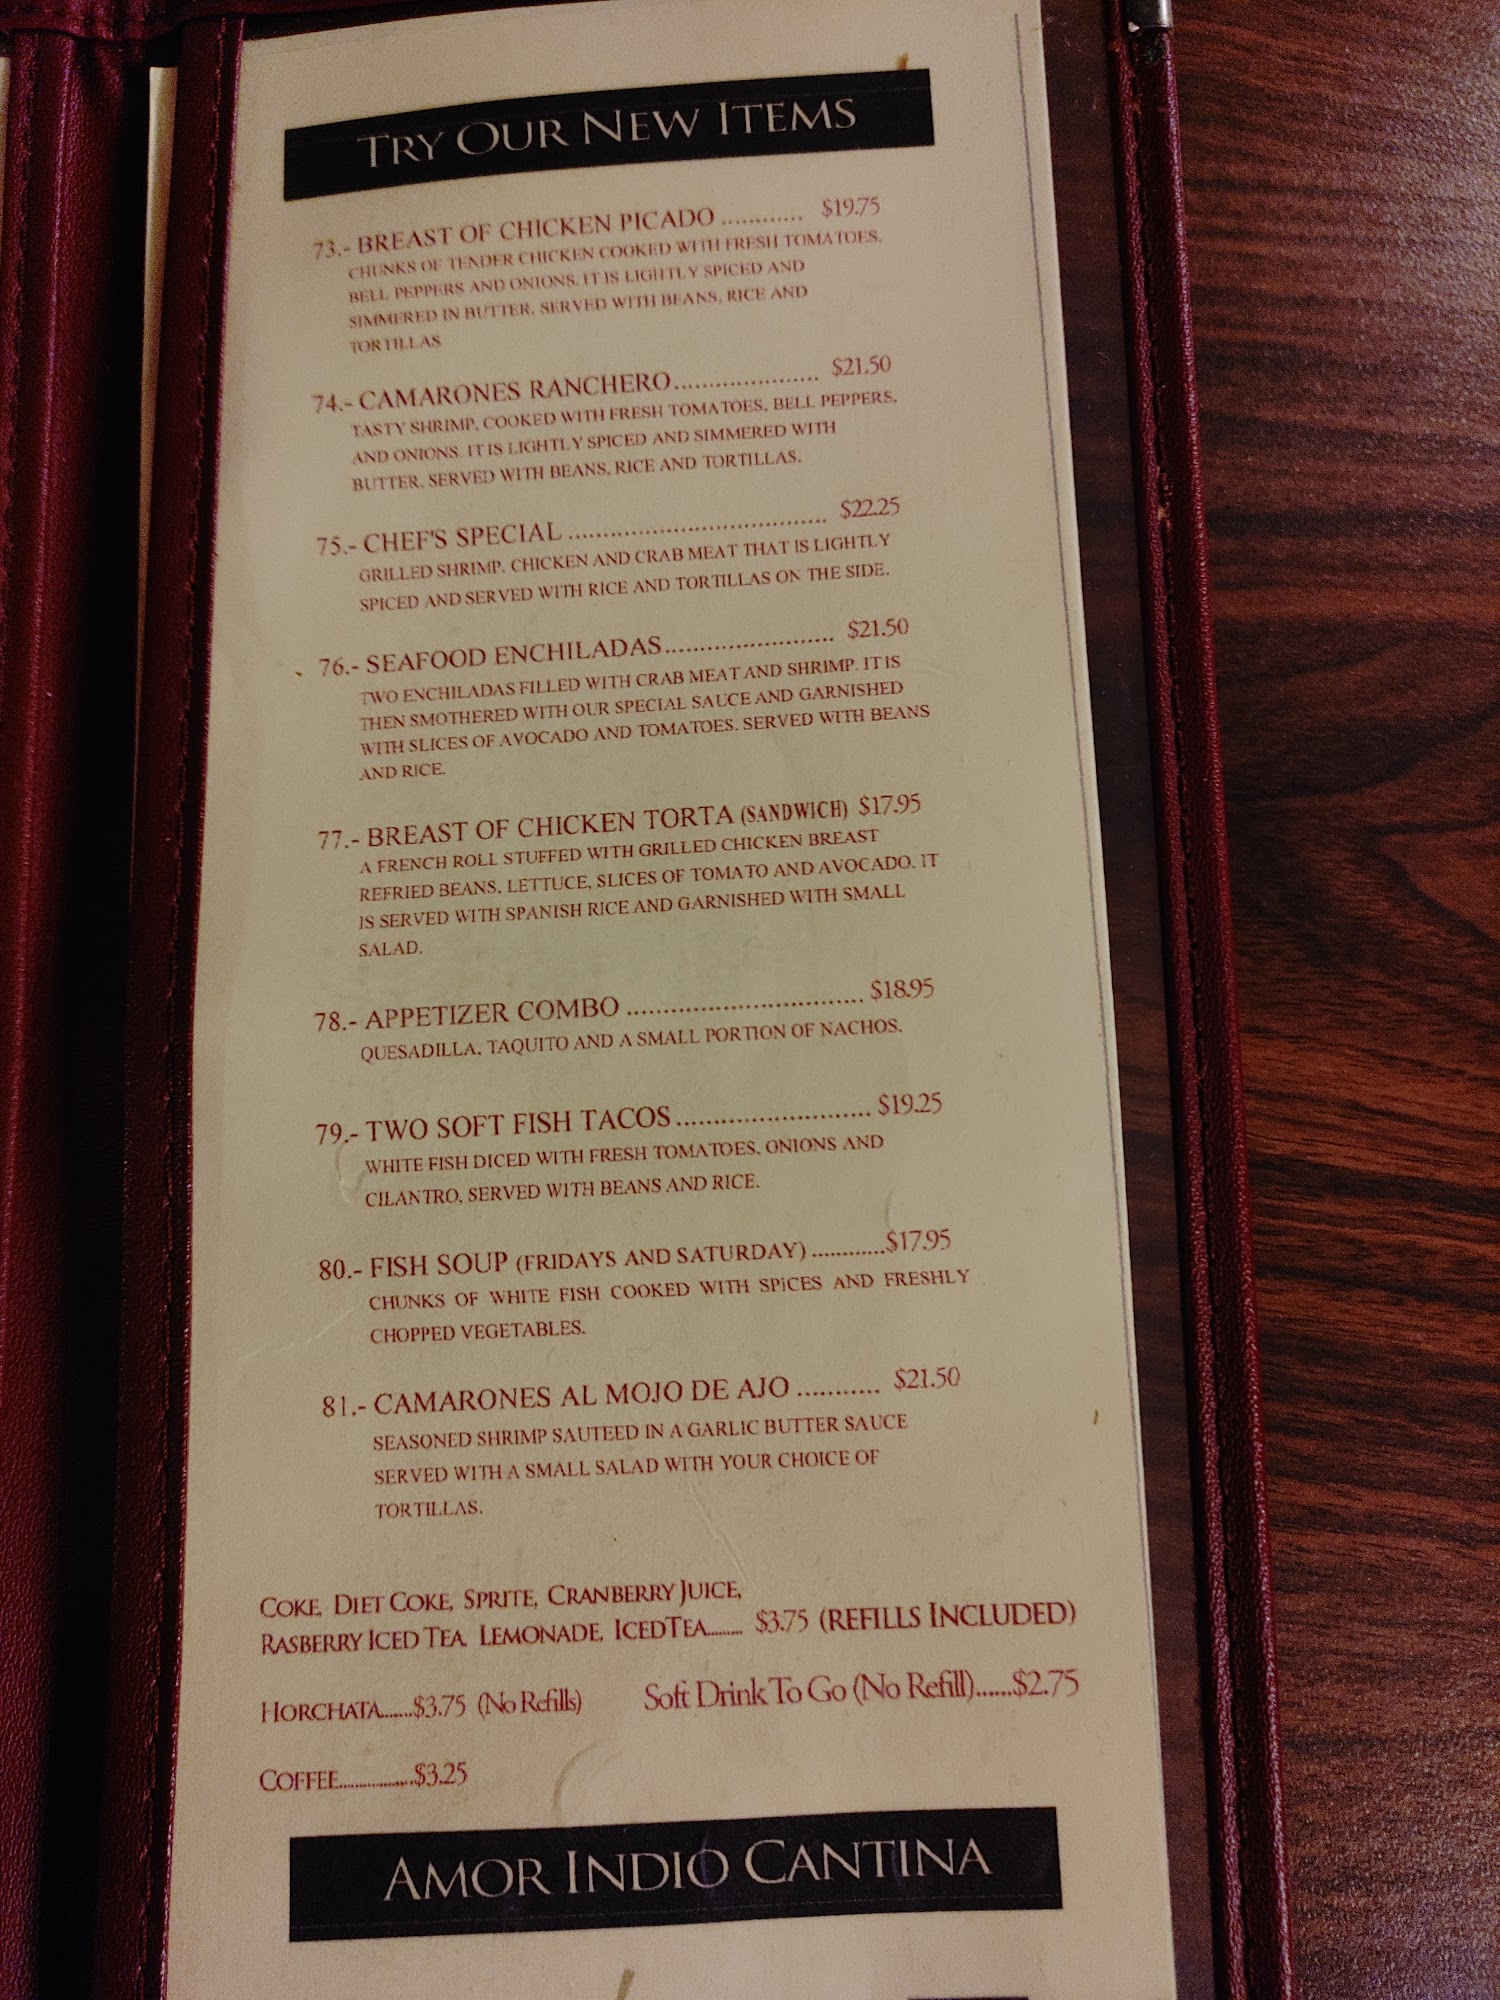 TRY OUR NEW ITEMS
73.- BREAST OF CHICKEN PICADO ............ $19.75
CHUNKS OF TENDER CHICKEN COOKED WITH FRESH TOMATOES,
BELL PEPPERS AND ONIONS. IT IS LIGHTLY SPICED AND
SIMMERED IN BUTTER. SERVED WITH BEANS, RICE AND
TORTILLAS
74.- CAMARONES RANCHERO..................... $21.50
TASTY SHRIMP, COOKED WITH FRESH TOMATOES, BELL PEPPERS,
AND ONIONS. IT IS LIGHTLY SPICED AND SIMMERED WITH
BUTTER. SERVED WITH BEANS, RICE AND TORTILLAS.
75.- CHEF'S SPECIAL ..................................... $22.25
GRILLED SHRIMP, CHICKEN AND CRAB MEAT THAT IS LIGHTLY
SPICED AND SERVED WITH RICE AND TORTILLAS ON THE SIDE.
76.- SEAFOOD ENCHILADAS........................ $21.50
TWO ENCHILADAS FILLED WITH CRAB MEAT AND SHRIMP. IT IS
THEN SMOTHERED WITH OUR SPECIAL SAUCE AND GARNISHED
WITH SLICES OF AVOCADO AND TOMATOES. SERVED WITH BEANS
AND RICE.
77.- BREAST OF CHICKEN TORTA (SANDWICH) $17.95
A FRENCH ROLL STUFFED WITH GRILLED CHICKEN BREAST
REFRIED BEANS, LETTUCE, SLICES OF TOMATO AND AVOCADO. IT
IS SERVED WITH SPANISH RICE AND GARNISHED WITH SMALL
SALAD.
78.- APPETIZER COMBO .................................. $18.95
QUESADILLA, TAQUITO AND A SMALL PORTION OF NACHOS.
79.- TWO SOFT FISH TACOS .......................... $19.25
WHITE FISH DICED WITH FRESH TOMATOES, ONIONS AND
CILANTRO, SERVED WITH BEANS AND RICE.
80.- FISH SOUP (FRIDAYS AND SATURDAY) ............$17.95
CHUNKS OF WHITE FISH COOKED WITH SPICES AND FRESHLY
CHOPPED VEGETABLES.
81.- CAMARONES AL MOJO DE AJO ........... $21.50
SEASONED SHRIMP SAUTEED IN A GARLIC BUTTER SAUCE
SERVED WITH A SMALL SALAD WITH YOUR CHOICE OF
TORTILLAS.
COKE, DIET COKE, SPRITE, CRANBERRY JUICE,
RASBERRY ICED TEA, LEMONADE, ICED TEA........ $3.75 (REFILLS INCLUDED)
HORCHATA.......$3.75 (No Refills) Soft Drink To Go (No Refill)......$2.75
COFFEE..................$3.25
AMOR INDIO CANTINA